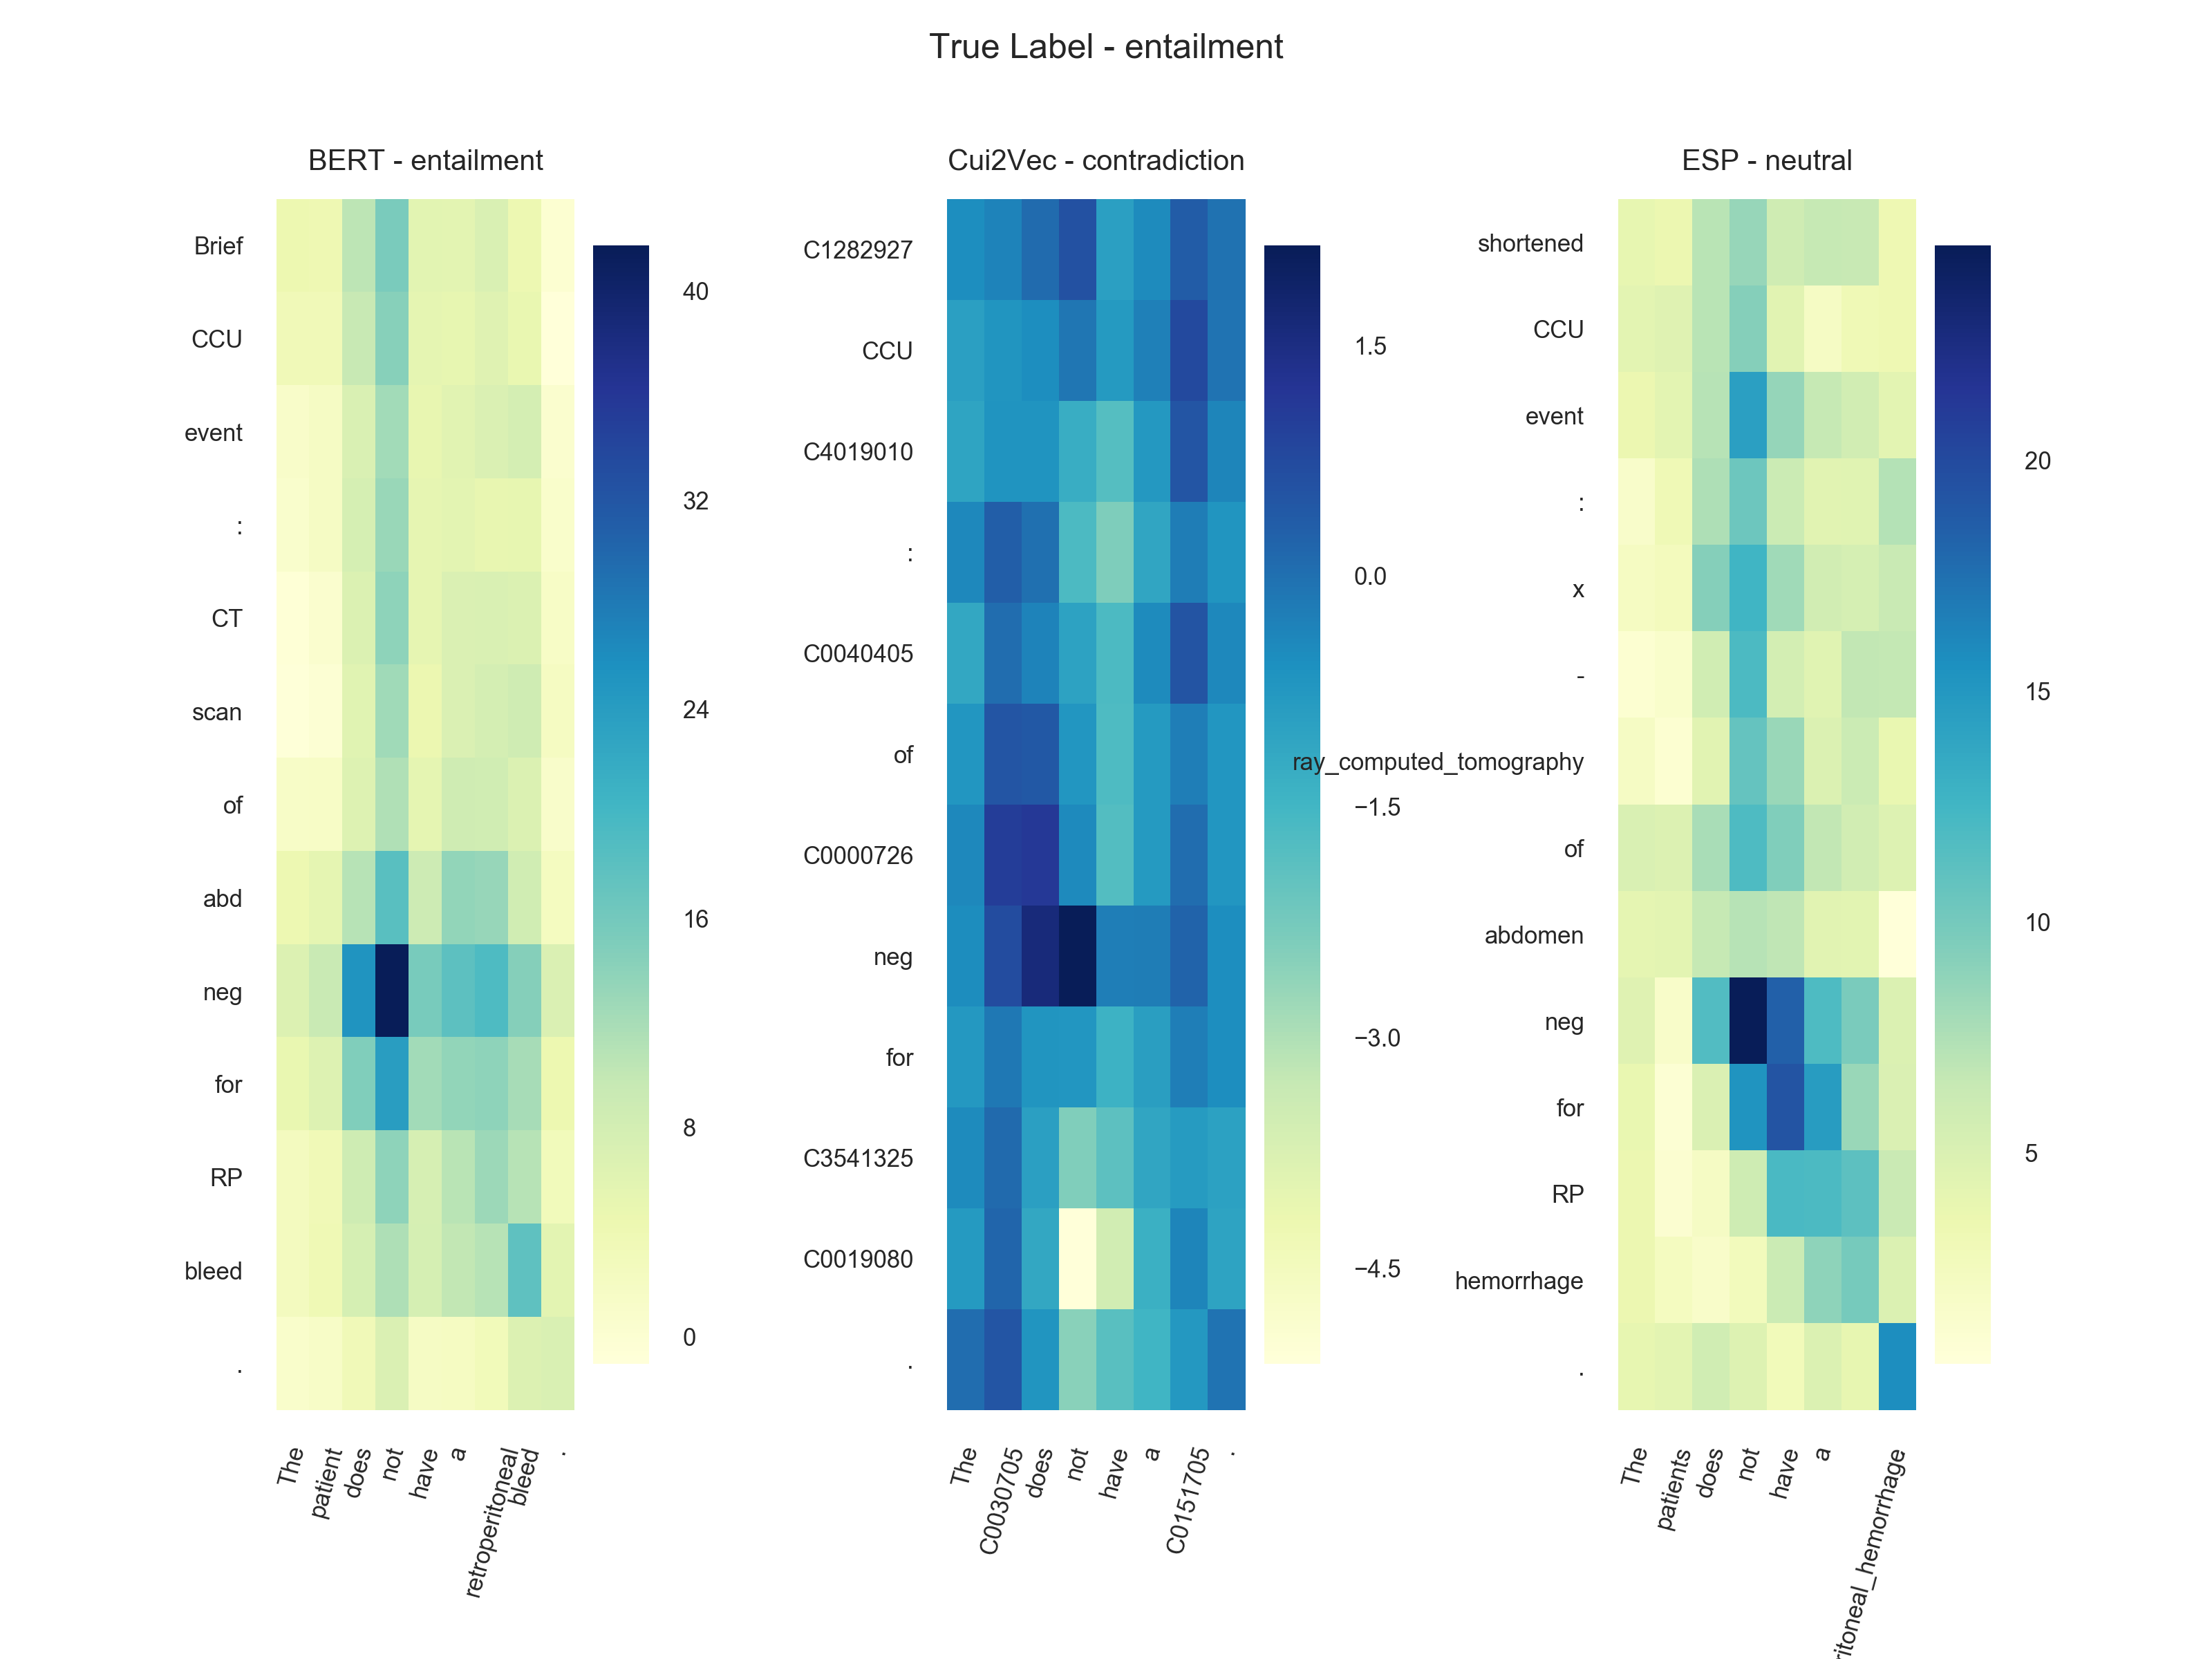 True Label - entailment
BERT - entailment
Brief
CCU
event
:
CT
scan
of
abd
neg
for
RP
bleed
.
The
patient
does
not
have
a
retroperitoneal
bleed
.
40
32
24
16
8
0
Cui2Vec - contradiction
C1282927
CCU
C4019010
:
C0040405
of
C0000726
neg
for
C3541325
C0019080
.
The
C0030705
does
not
have
a
C0151705
.
1.5
0.0
−1.5
−3.0
−4.5
ESP - neutral
shortened
CCU
event
:
x
-
ray_computed_tomography
of
abdomen
neg
for
RP
hemorrhage
.
The
patients
does
not
have
a
ritoneal_hemorrhage
20
15
10
5